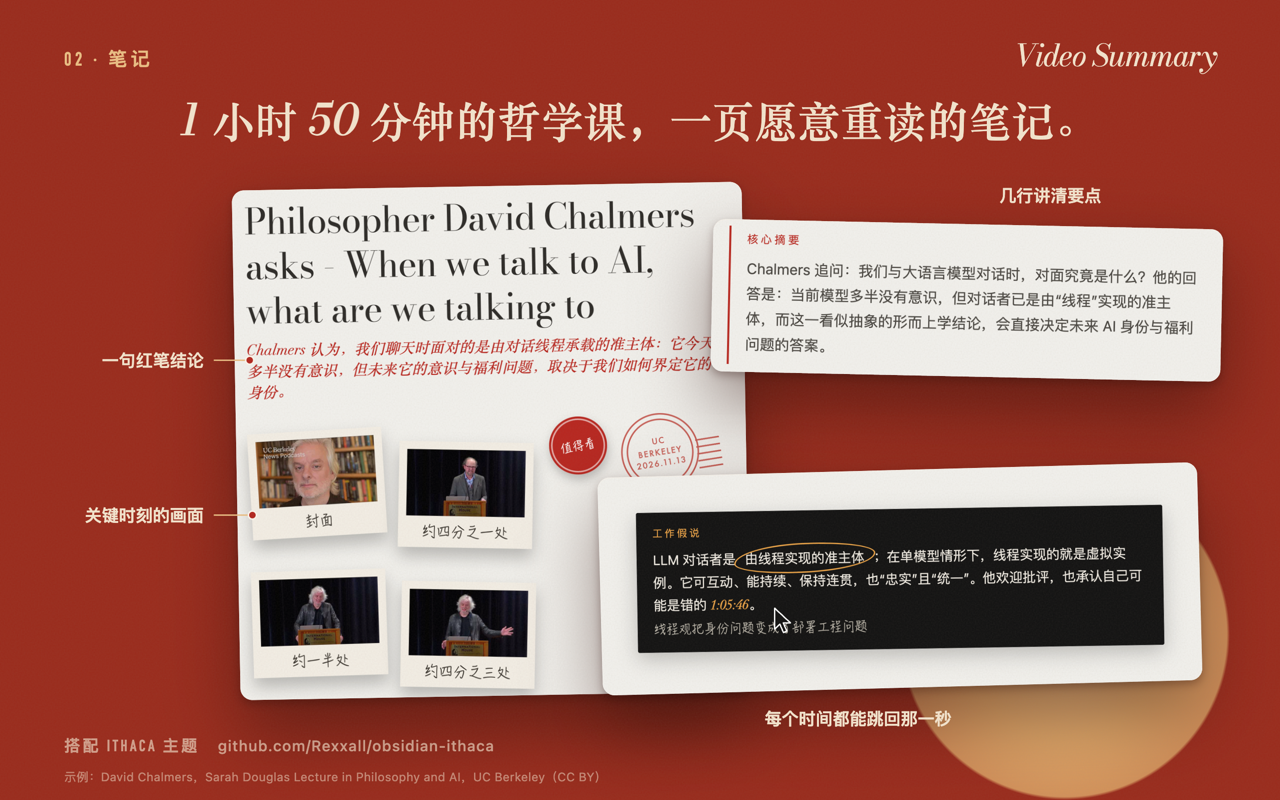 02 · 笔记
Video Summary
1 小时 50 分钟的哲学课，一页愿意重读的笔记。
Philosopher David Chalmers
asks - When we talk to AI,
what are we talking to
一句红笔结论
Chalmers 认为，我们聊天时面对的是由对话线程承载的准主体：它今天
多半没有意识，但未来它的意识与福利问题，取决于我们如何界定它的
身份。
几行讲清要点
核心摘要
Chalmers 追问：我们与大语言模型对话时，对面究竟是什么？他的回
答是：当前模型多半没有意识，但对话者已是由“线程”实现的准主
体，而这一看似抽象的形而上学结论，会直接决定未来 AI 身份与福利
问题的答案。
值得看
UC
BERKELEY
2026.11.13
关键时刻的画面
UC Berkeley
News Podcasts
封面
约四分之一处
约一半处
约四分之三处
工作假说
LLM 对话者是 由线程实现的准主体 ；在单模型情形下，线程实现的就是虚拟实
例。它可互动、能持续、保持连贯，也“忠实”且“统一”。他欢迎批评，也承认自己可
能是错的 1:05:46。
线程观把身份问题变 部署工程问题
每个时间都能跳回那一秒
搭配 ITHACA 主题 github.com/Rexxall/obsidian-ithaca
示例：David Chalmers，Sarah Douglas Lecture in Philosophy and AI，UC Berkeley（CC BY）